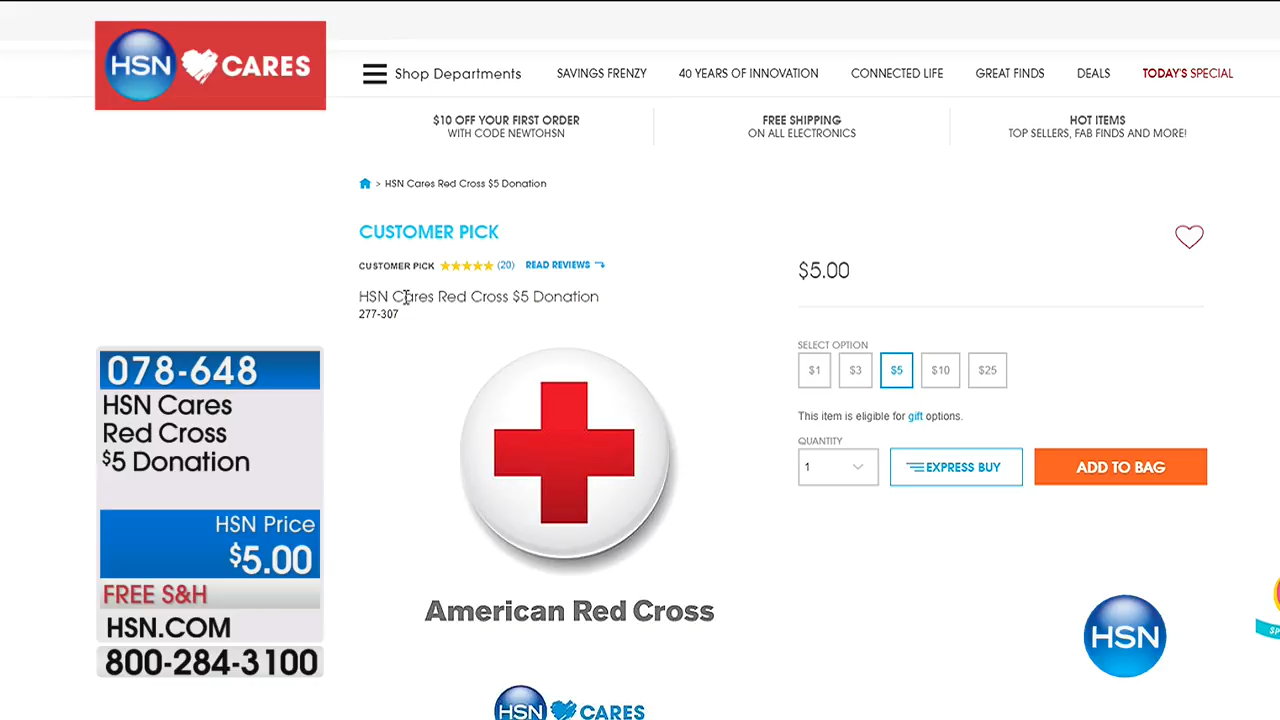 HSN CARES
Shop Departments
SAVINGS FRENZY
40 YEARS OF INNOVATION
CONNECTED LIFE
GREAT FINDS
DEALS
TODAY'S SPECIAL
$10 OFF YOUR FIRST ORDER
WITH CODE NEWTOHSN
FREE SHIPPING
ON ALL ELECTRONICS
HOT ITEMS
TOP SELLERS, FAB FINDS AND MORE!
> HSN Cares Red Cross $5 Donation
CUSTOMER PICK
CUSTOMER PICK (20) READ REVIEWS
HSN Cares Red Cross $5 Donation
277-307
American Red Cross
HSN CARES
$5.00
SELECT OPTION
$1 $3 $5 $10 $25
This item is eligible for gift options.
QUANTITY
1 EXPRESS BUY ADD TO BAG
HSN
078-648
HSN Cares
Red Cross
$5 Donation
HSN Price
$5.00
FREE S&H
HSN.COM
800-284-3100